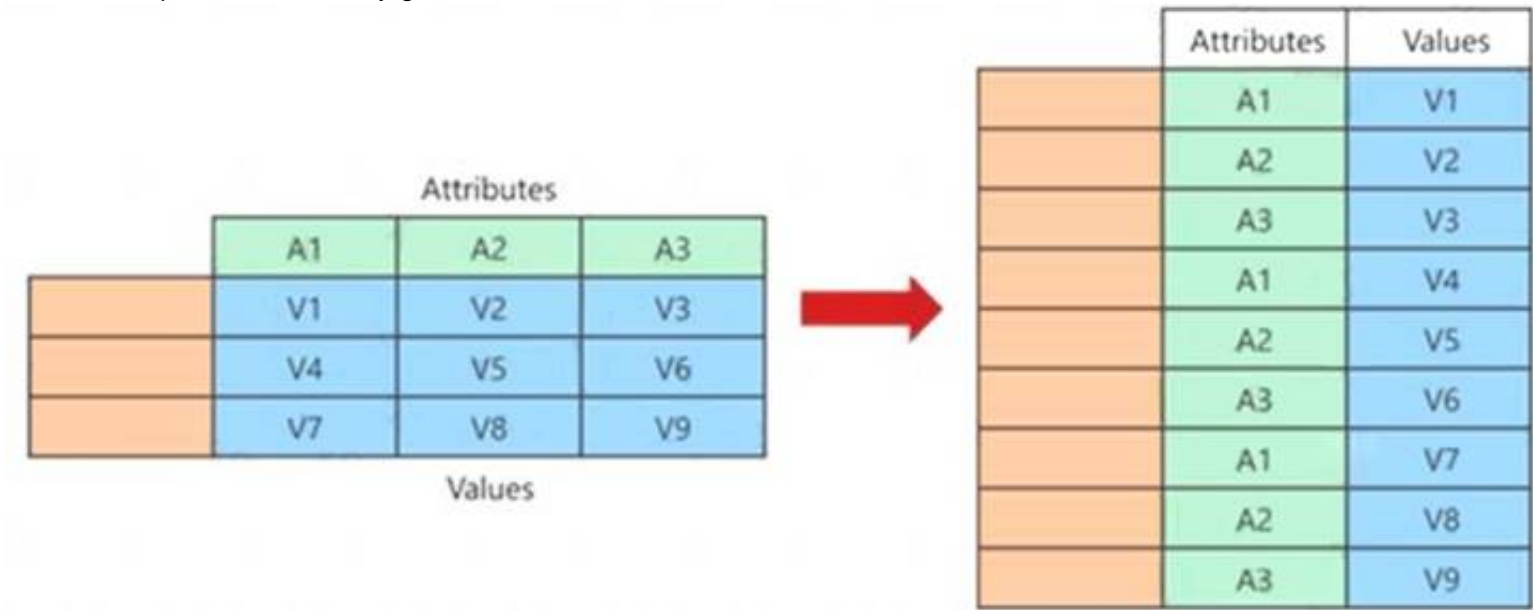 Attributes
A1 A2 A3
V1 V2 V3
V4 V5 V6
V7 V8 V9
Values
Attributes Values
A1 V1
A2 V2
A3 V3
A1 V4
A2 V5
A3 V6
A1 V7
A2 V8
A3 V9